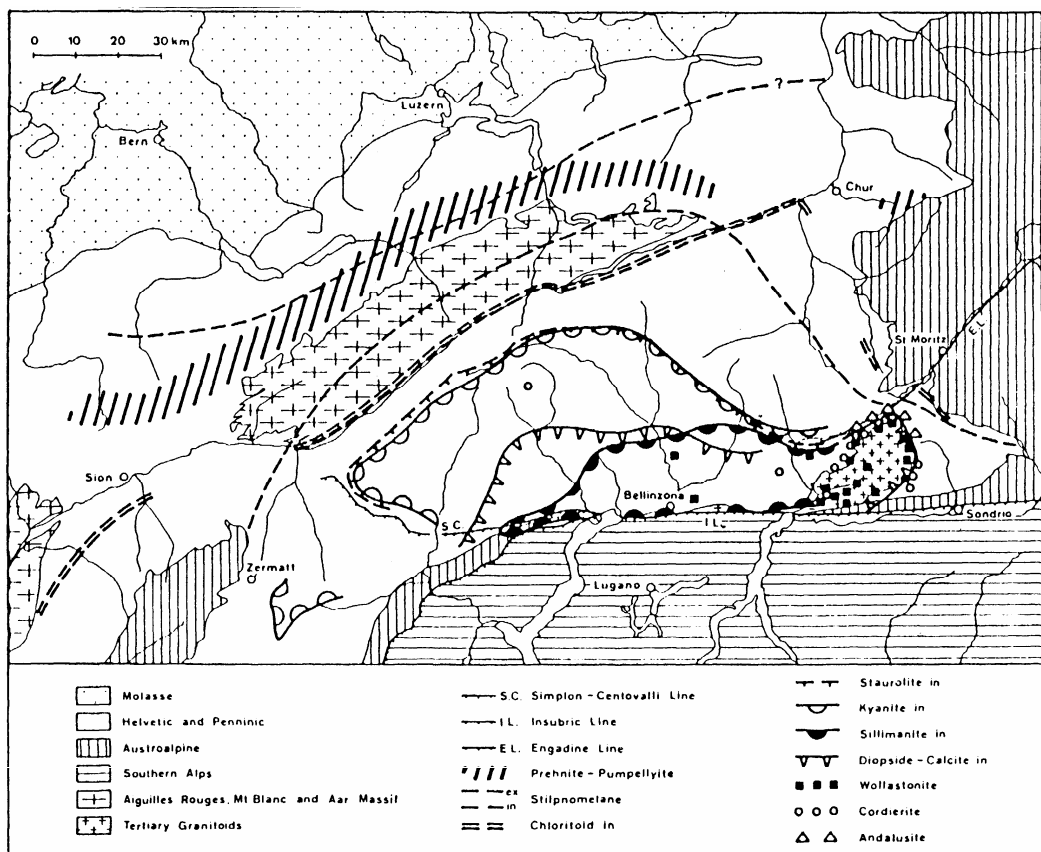 0 10 20 30 km
Luzern
Bern
?
Chur
St Moritz
E.L.
Sion
S.C.
Bellinzona
I L.
Sondrio
Zermatt
Lugano
Molasse
Helvetic and Penninic
Austroalpine
Southern Alps
Aiguilles Rouges, Mt Blanc and Aar Massif
Tertiary Granitoids
S.C. Simplon - Centovalli Line
I.L. Insubric Line
E.L. Engadine Line
Prehnite - Pumpellyite
ex
in
Stilpnomelane
Chloritoid In
Staurolite in
Kyanite in
Sillimanite in
Diopside - Calcite in
Wollastonite
Cordierite
Andalusite